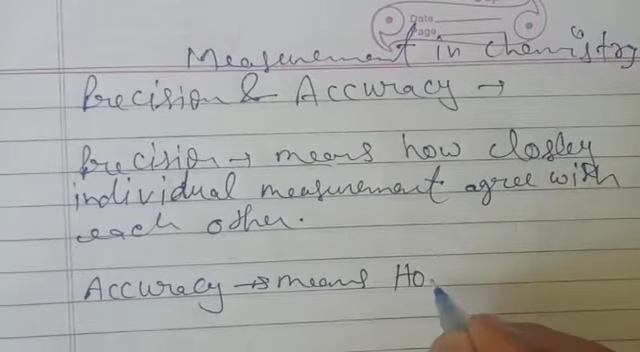 Date
Page
Measurement in chemistry
Precision & Accuracy →
Precision → means how closley
individual measurement agree with
each other.
Accuracy → means Ho